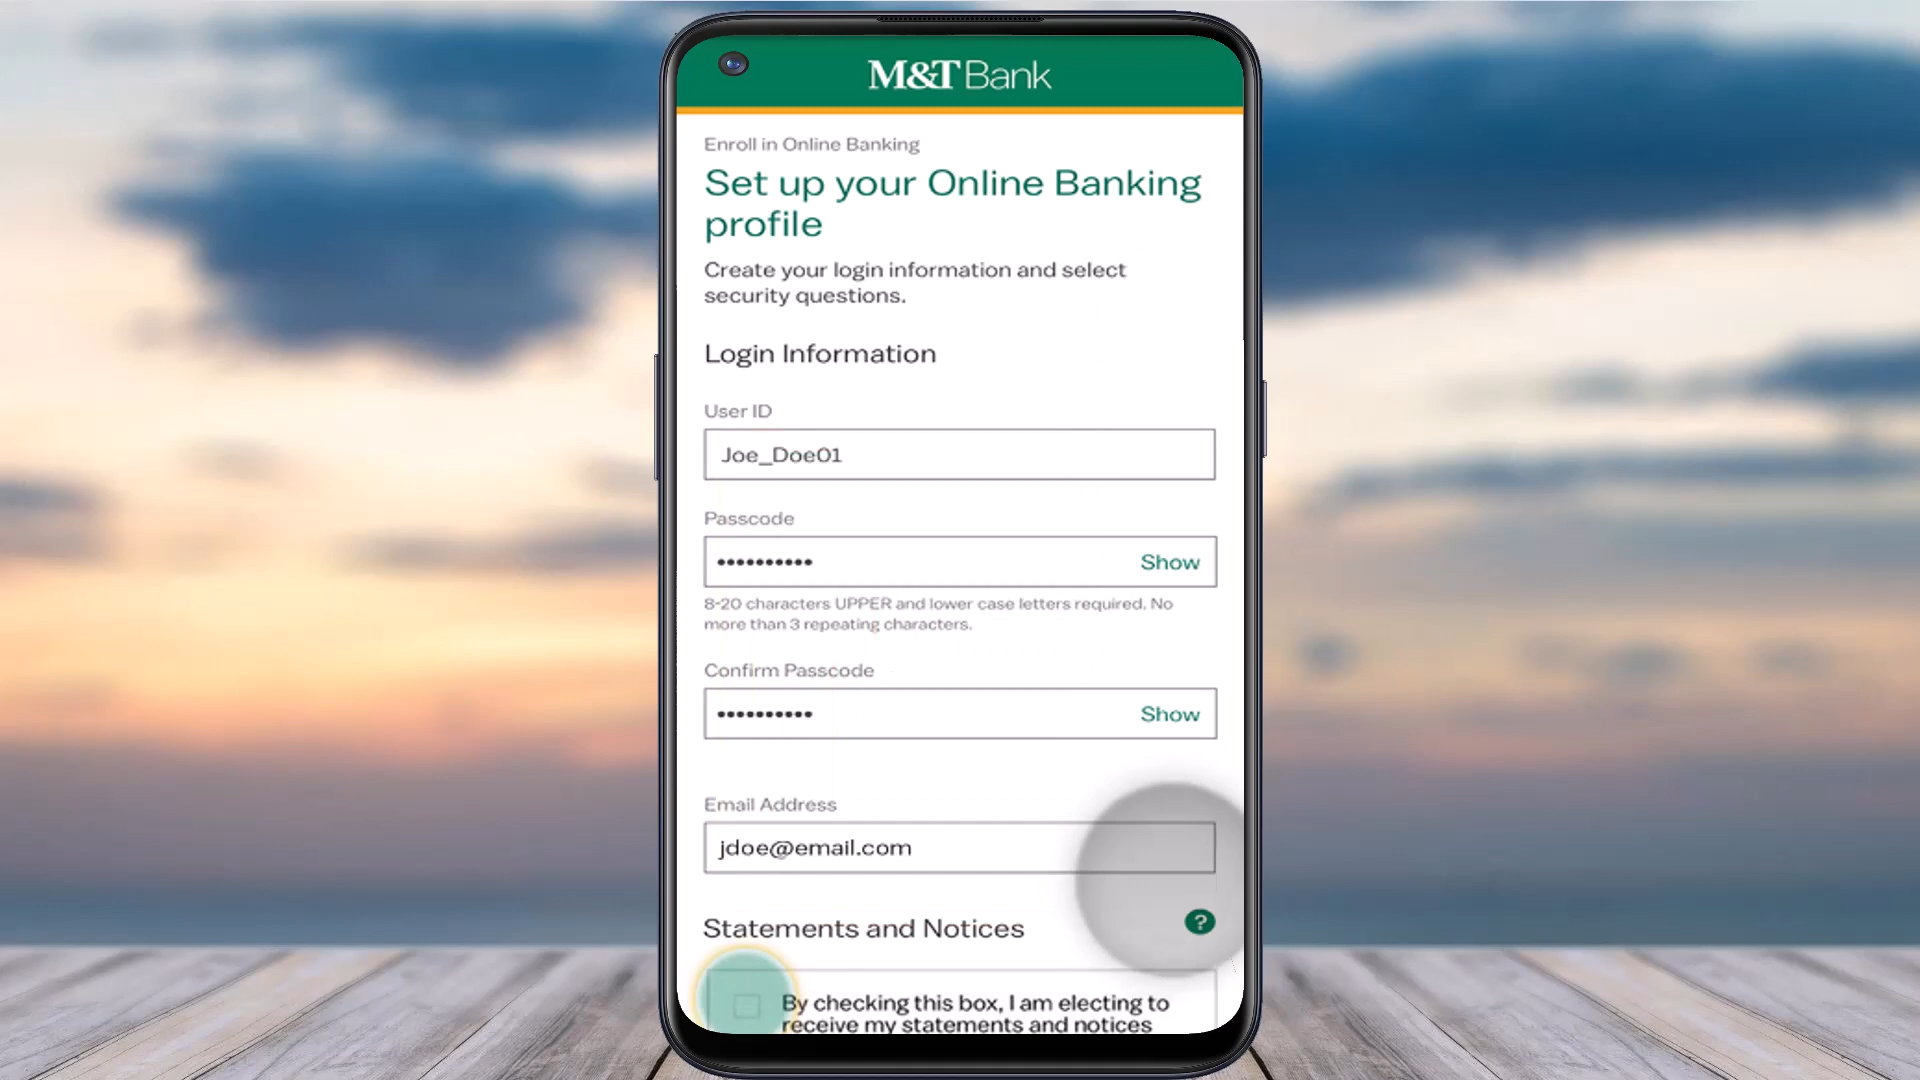 M&T Bank
Enroll in Online Banking
Set up your Online Banking
profile
Create your login information and select
security questions.
Login Information
User ID
Joe_Doe01
Passcode
•••••••••• Show
8-20 characters UPPER and lower case letters required. No
more than 3 repeating characters.
Confirm Passcode
•••••••••• Show
Email Address
jdoe@email.com
Statements and Notices ?
By checking this box, I am electing to
receive my statements and notices